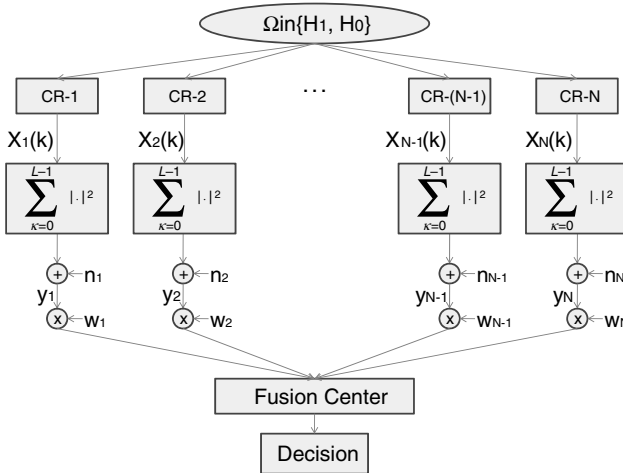 Ωin{H1, H0}
CR-1 CR-2 ... CR-(N-1) CR-N
X1(k) X2(k) XN-1(k) XN(k)
L−1 L−1 L−1 L−1
∑ |.|² ∑ |.|² ∑ |.|² ∑ |.|²
κ=0 κ=0 κ=0 κ=0
+ n1 + n2 + nN-1 + nN
y1 y2 yN-1 yN
x w1 x w2 x wN-1 x wN
Fusion Center
Decision